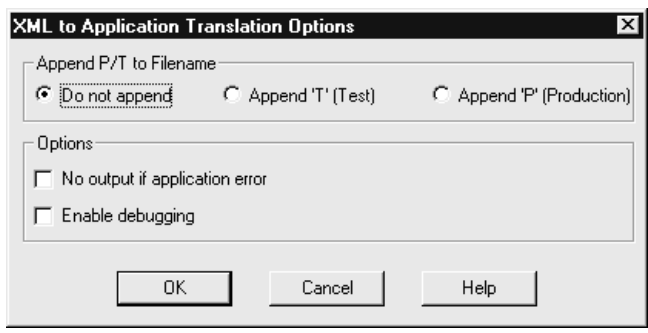 XML to Application Translation Options
Append P/T to Filename
Do not append Append 'T' (Test) Append 'P' (Production)
Options
No output if application error
Enable debugging
OK Cancel Help